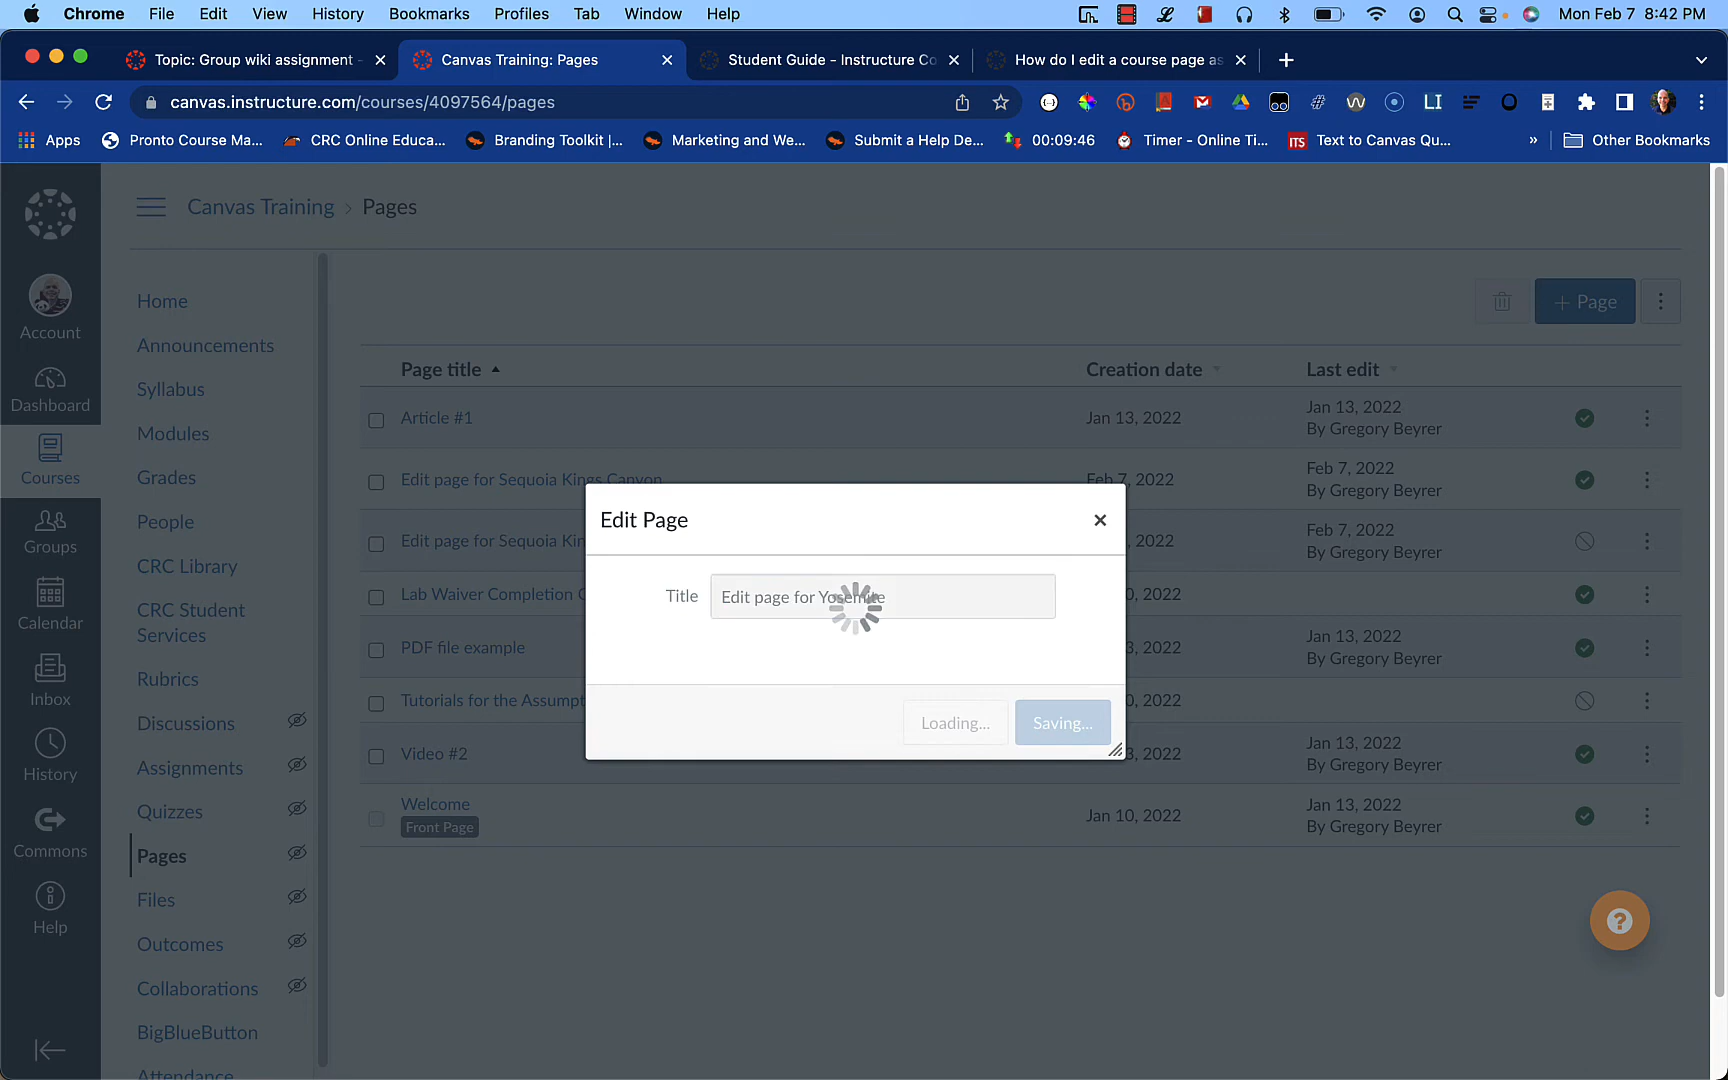 Chrome File Edit View History Bookmarks Profiles Tab Window Help Mon Feb 7 8:42 PM
Topic: Group wiki assignment Canvas Training: Pages Student Guide - Instructure Co How do I edit a course page as
canvas.instructure.com/courses/4097564/pages
Apps Pronto Course Ma... CRC Online Educa... Branding Toolkit |... Marketing and We... Submit a Help De... 00:09:46 Timer - Online Ti... ITS Text to Canvas Qu... » Other Bookmarks
Canvas Training › Pages
Account
Dashboard
Courses
Groups
Calendar
Inbox
History
Commons
Help
Home
Announcements
Syllabus
Modules
Grades
People
CRC Library
CRC Student
Services
Rubrics
Discussions
Assignments
Quizzes
Pages
Files
Outcomes
Collaborations
BigBlueButton
Attendance
+ Page
Page title Creation date Last edit
Article #1 Jan 13, 2022 Jan 13, 2022
By Gregory Beyrer
Edit page for Sequoia Kings Canyon Feb 7, 2022 Feb 7, 2022
By Gregory Beyrer
Edit page for Sequoia Kin , 2022 Feb 7, 2022
By Gregory Beyrer
Lab Waiver Completion 0, 2022
PDF file example 3, 2022 Jan 13, 2022
By Gregory Beyrer
Tutorials for the Assumpt 0, 2022
Video #2 3, 2022 Jan 13, 2022
By Gregory Beyrer
Welcome
Front Page Jan 10, 2022 Jan 13, 2022
By Gregory Beyrer
Edit Page
Title Edit page for Yosemite
Loading... Saving...